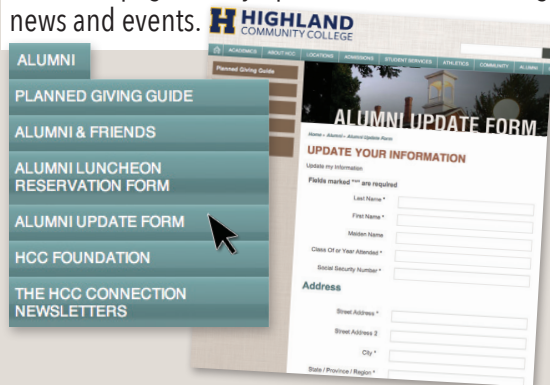 news and events.
HIGHLAND
COMMUNITY COLLEGE
ACADEMICS ABOUT HCC LOCATIONS ADMISSIONS STUDENT SERVICES ATHLETICS COMMUNITY ALUMNI
Planned Giving Guide
ALUMNI
PLANNED GIVING GUIDE
ALUMNI & FRIENDS
ALUMNI LUNCHEON
RESERVATION FORM
ALUMNI UPDATE FORM
HCC FOUNDATION
THE HCC CONNECTION
NEWSLETTERS
ALUMNI UPDATE FORM
Home » Alumni » Alumni Update Form
UPDATE YOUR INFORMATION
Update my Information
Fields marked "*" are required
Last Name *
First Name *
Maiden Name
Class Of or Year Attended *
Social Security Number *
Address
Street Address *
Street Address 2
City *
State / Province / Region *